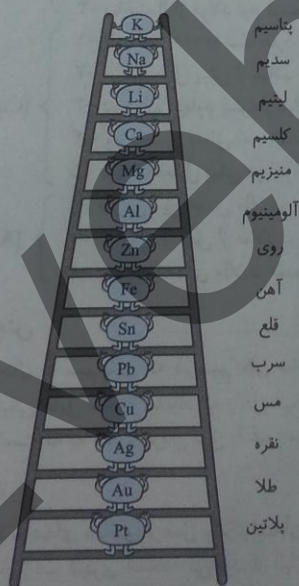 K پتاسیم
Na سدیم
Li لیتیم
Ca کلسیم
Mg منیزیم
Al آلومینیوم
Zn روی
Fe آهن
Sn قلع
Pb سرب
Cu مس
Ag نقره
Au طلا
Pt پلاتین